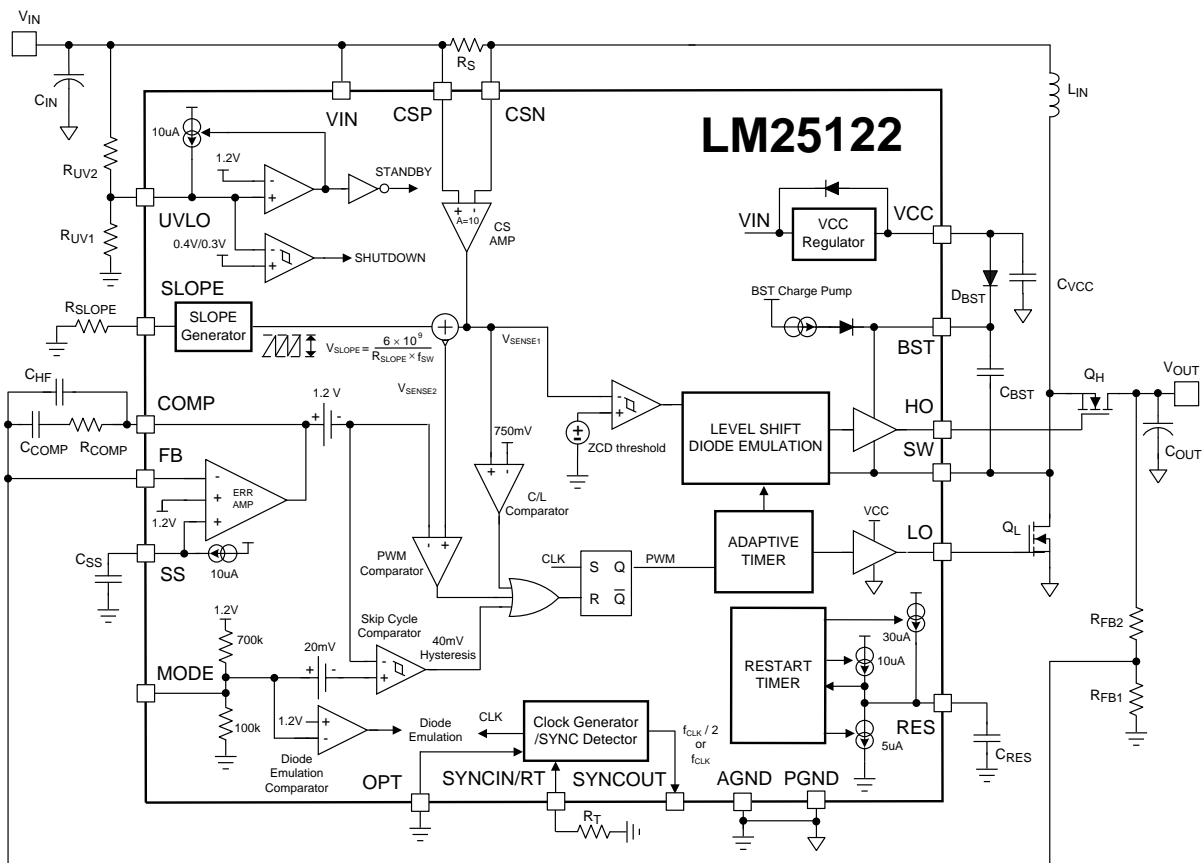 VIN
CIN
RUV2
RUV1
RS
LIN
VIN
CSP
CSN
LM25122
10uA
1.2V
STANDBY
UVLO
0.4V/0.3V
SHUTDOWN
A=10
CS
AMP
VIN
VCC
Regulator
VCC
DBST
CVCC
BST Charge Pump
BST
CBST
SLOPE
RSLOPE
SLOPE
Generator
VSLOPE = 6 × 10^9 / RSLOPE × fSW
VSENSE1
VSENSE2
CHF
CCOMP
RCOMP
COMP
1.2 V
FB
ERR
AMP
1.2V
CSS
SS
10uA
750mV
C/L
Comparator
ZCD threshold
LEVEL SHIFT
DIODE EMULATION
HO
SW
QH
VOUT
COUT
PWM
Comparator
CLK
S
Q
R
Q̅
PWM
ADAPTIVE
TIMER
VCC
LO
QL
1.2V
700k
MODE
100k
20mV
Skip Cycle
Comparator
40mV
Hysteresis
1.2V
Diode
Emulation
Comparator
Diode
Emulation
CLK
Clock Generator
/SYNC Detector
fCLK / 2
or
fCLK
RESTART
TIMER
30uA
10uA
5uA
RES
CRES
RFB2
RFB1
OPT
SYNCIN/RT
SYNCOUT
AGND
PGND
RT